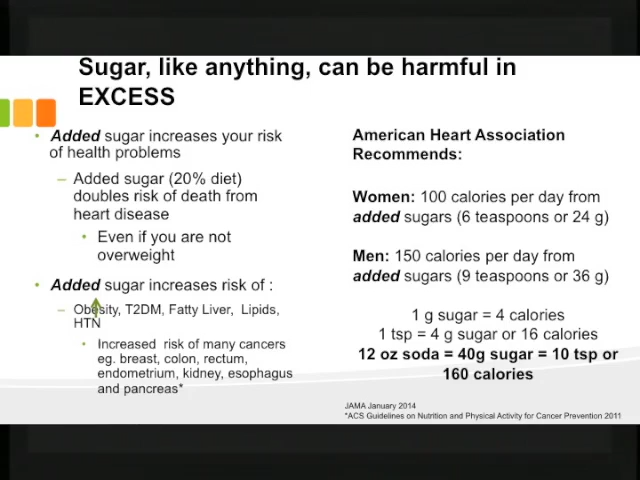 Sugar, like anything, can be harmful in
EXCESS
• Added sugar increases your risk
of health problems
– Added sugar (20% diet)
doubles risk of death from
heart disease
• Even if you are not
overweight
• Added sugar increases risk of :
– Obesity, T2DM, Fatty Liver, Lipids,
HTN
• Increased risk of many cancers
eg. breast, colon, rectum,
endometrium, kidney, esophagus
and pancreas*
American Heart Association
Recommends:
Women: 100 calories per day from
added sugars (6 teaspoons or 24 g)
Men: 150 calories per day from
added sugars (9 teaspoons or 36 g)
1 g sugar = 4 calories
1 tsp = 4 g sugar or 16 calories
12 oz soda = 40g sugar = 10 tsp or
160 calories
JAMA January 2014
*ACS Guidelines on Nutrition and Physical Activity for Cancer Prevention 2011